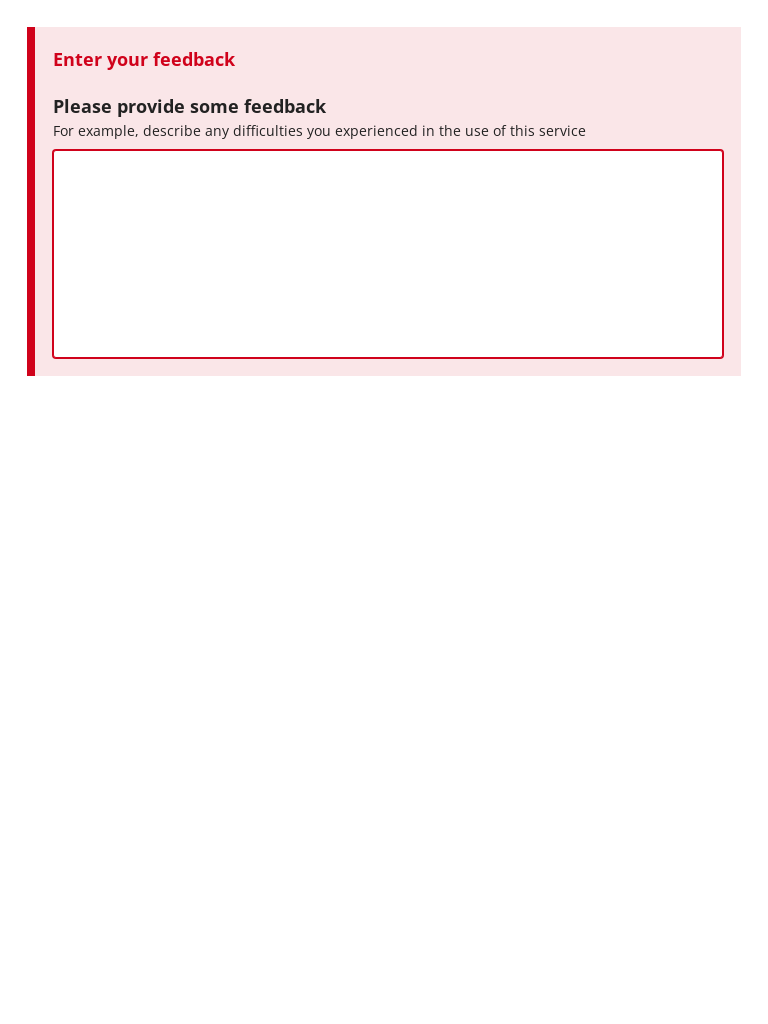 Enter your feedback
Please provide some feedback
For example, describe any difficulties you experienced in the use of this service